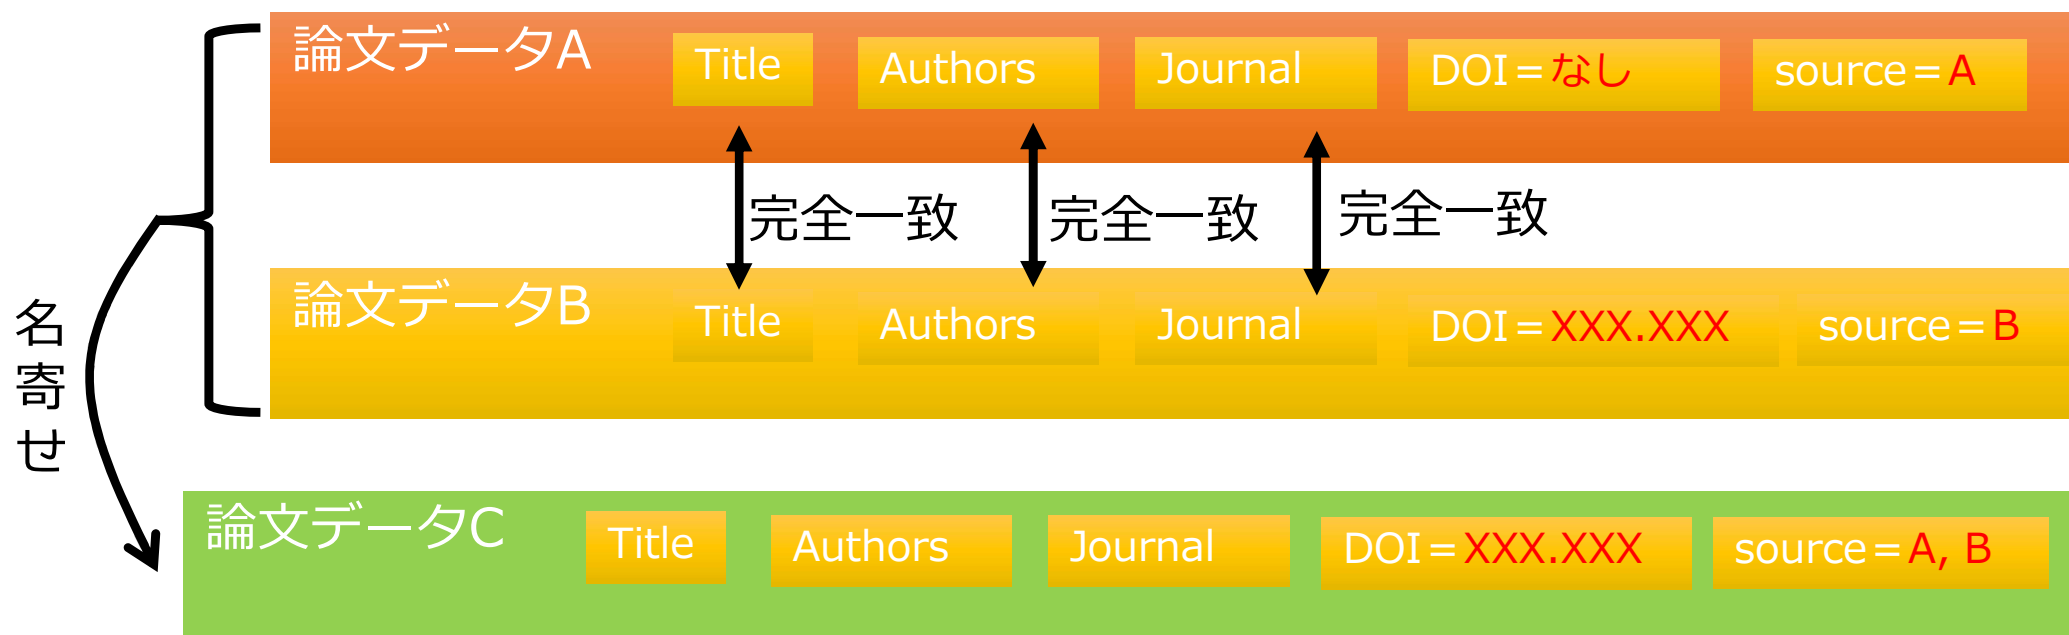 論文データA
Title
Authors
Journal
DOI=なし
source=A
完全一致
完全一致
完全一致
論文データB
Title
Authors
Journal
DOI=XXX.XXX
source=B
名寄せ
論文データC
Title
Authors
Journal
DOI=XXX.XXX
source=A, B